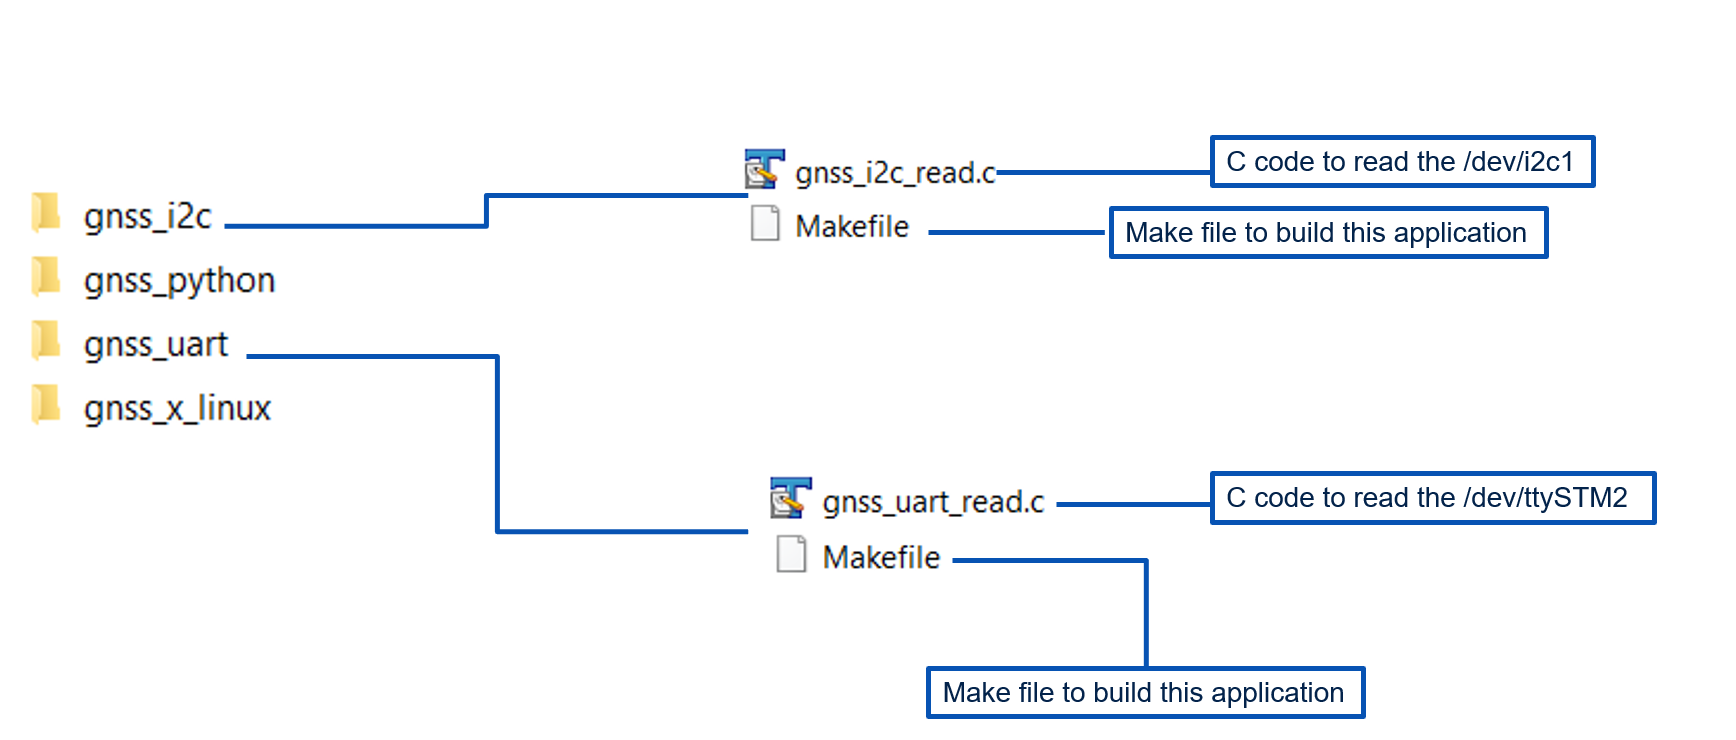 gnss_i2c
gnss_python
gnss_uart
gnss_x_linux
gnss_i2c_read.c
C code to read the /dev/i2c1
Makefile
Make file to build this application
gnss_uart_read.c
C code to read the /dev/ttySTM2
Makefile
Make file to build this application